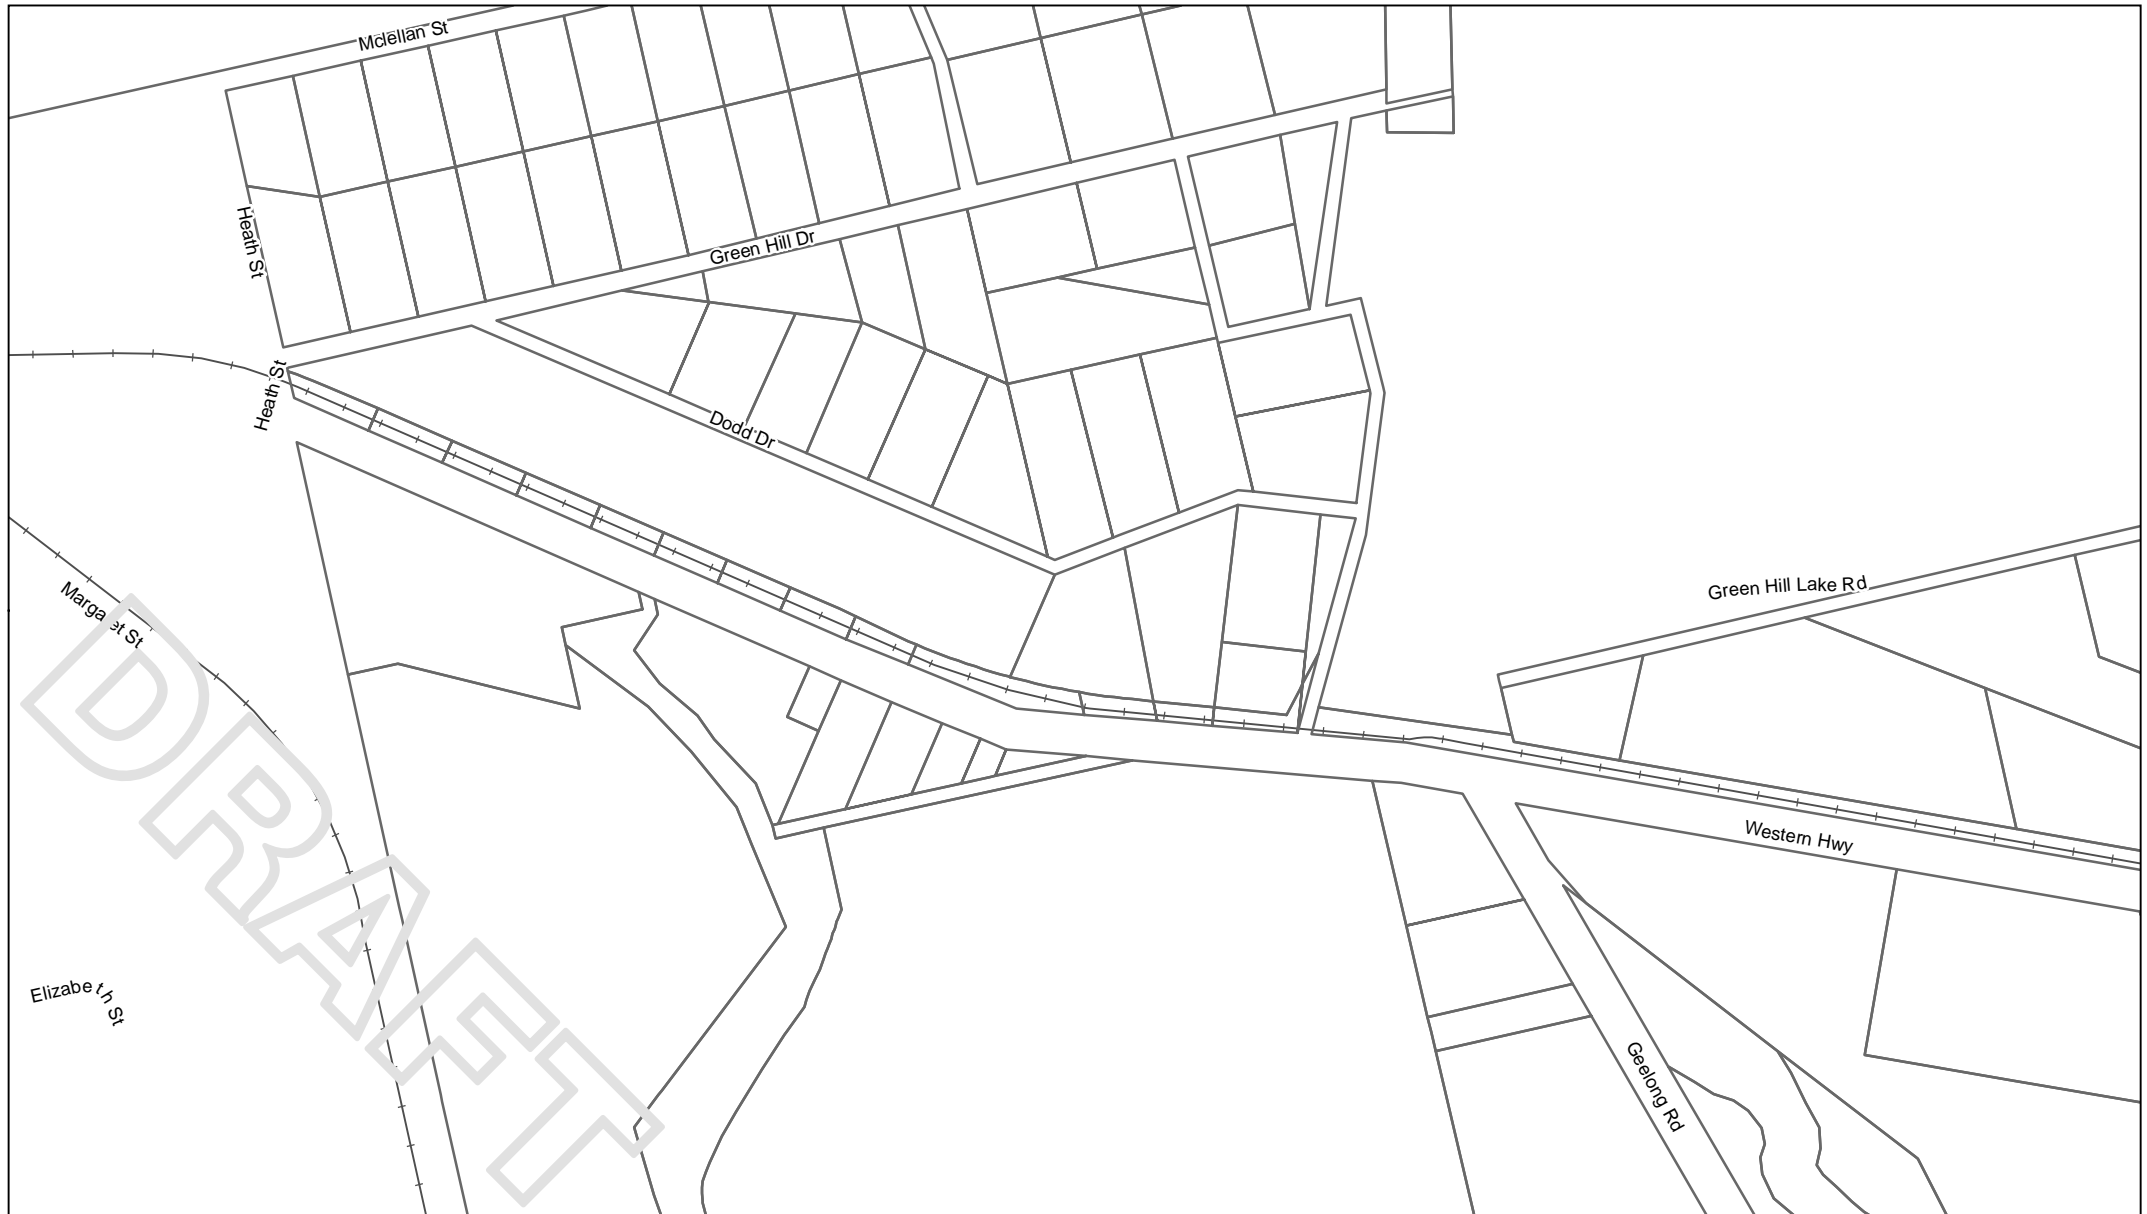 Mclellan St
Heath St
Green Hill Dr
Heath St
Dodd Dr
Green Hill Lake Rd
Margaret St
Western Hwy
Elizabeth St
Geelong Rd
DRAFT